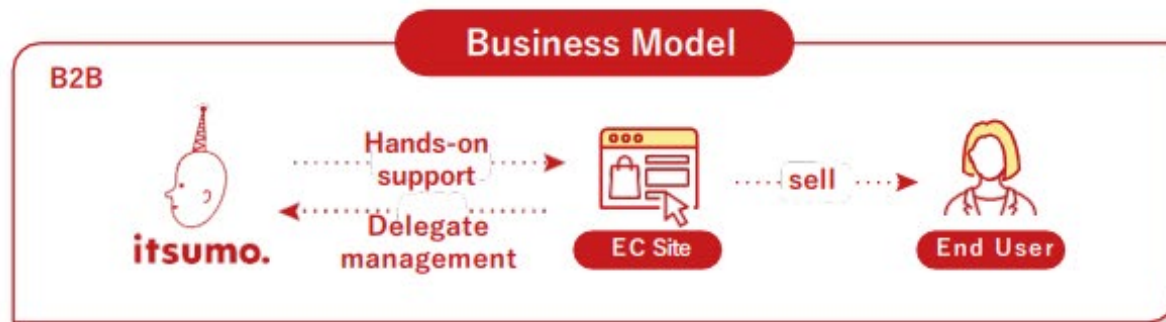 Business Model
B2B
Hands-on
support
Delegate
management
itsumo.
EC Site
sell
End User